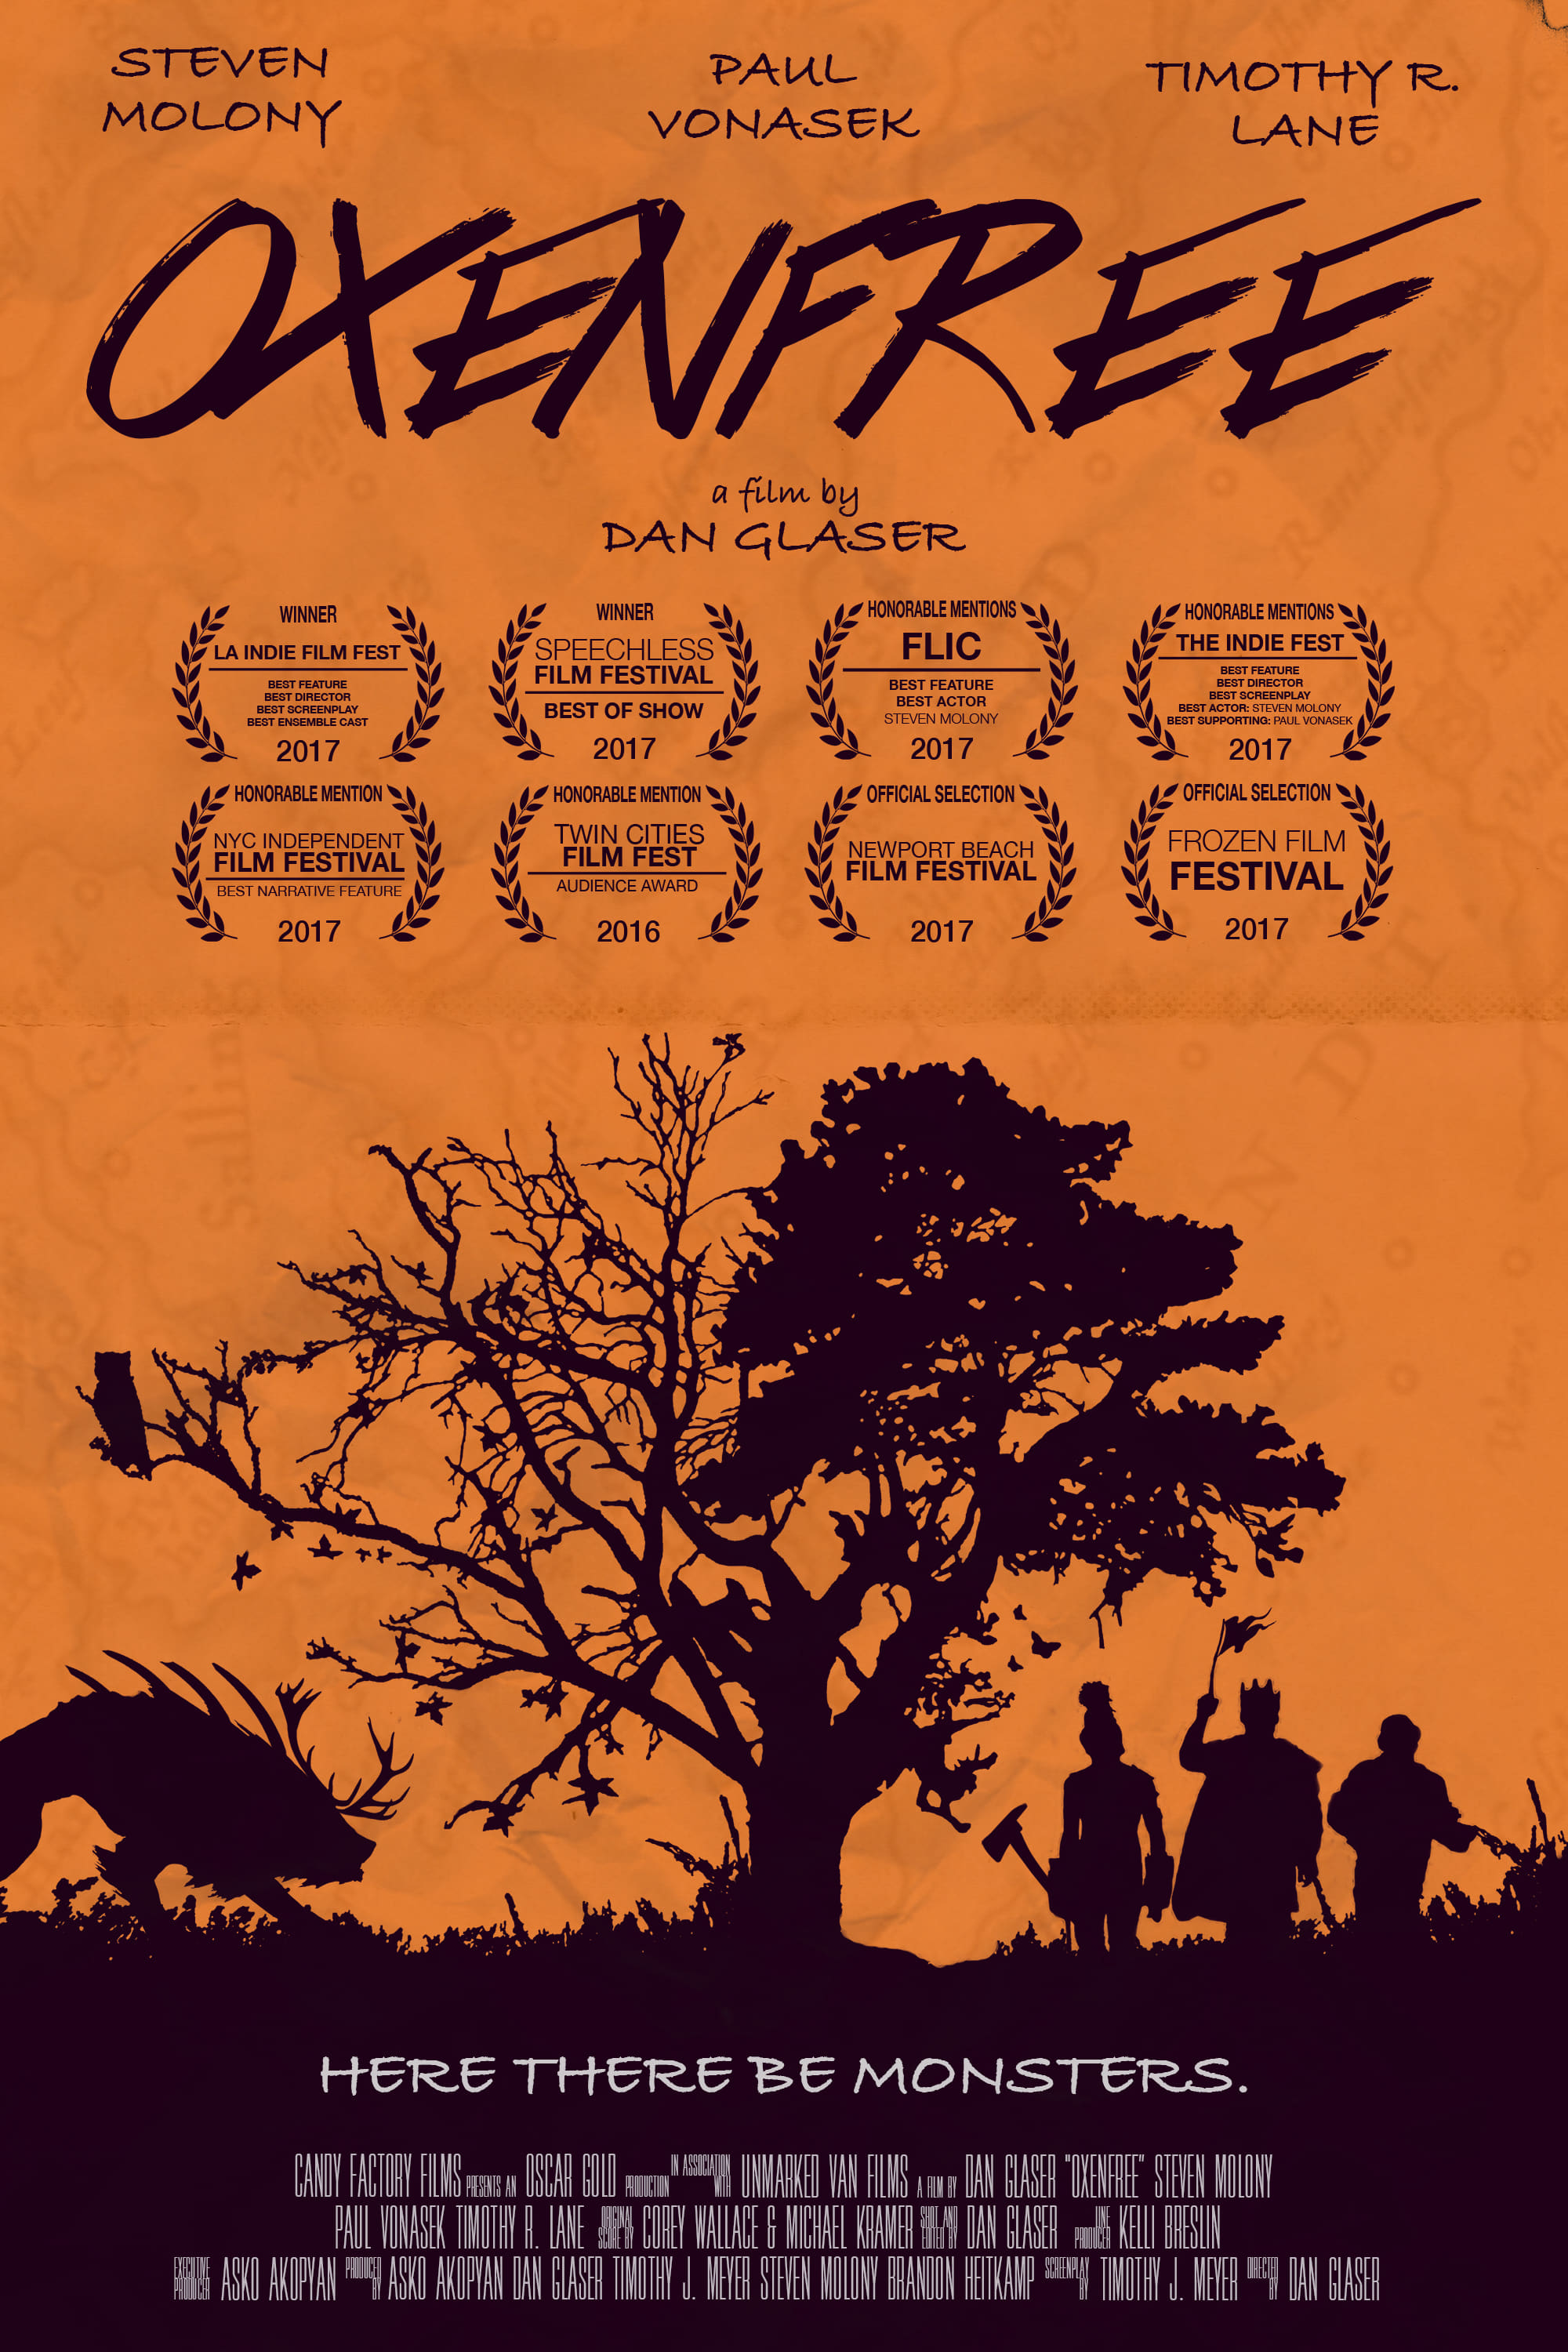 STEVEN
MOLONY
PAUL
VONASEK
TIMOTHY R.
LANE
OXENFREE
a film by
DAN GLASER
WINNER
LA INDIE FILM FEST
BEST FEATURE
BEST DIRECTOR
BEST SCREENPLAY
BEST ENSEMBLE CAST
2017
WINNER
SPEECHLESS
FILM FESTIVAL
BEST OF SHOW
2017
HONORABLE MENTIONS
FLIC
BEST FEATURE
BEST ACTOR
STEVEN MOLONY
2017
HONORABLE MENTIONS
THE INDIE FEST
BEST FEATURE
BEST DIRECTOR
BEST SCREENPLAY
BEST ACTOR: STEVEN MOLONY
BEST SUPPORTING: PAUL VONASEK
2017
HONORABLE MENTION
NYC INDEPENDENT
FILM FESTIVAL
BEST NARRATIVE FEATURE
2017
HONORABLE MENTION
TWIN CITIES
FILM FEST
AUDIENCE AWARD
2016
OFFICIAL SELECTION
NEWPORT BEACH
FILM FESTIVAL
2017
OFFICIAL SELECTION
FROZEN FILM
FESTIVAL
2017
HERE THERE BE MONSTERS.
CANDY FACTORY FILMS PRESENTS AN OSCAR GOLD PRODUCTION IN ASSOCIATION WITH UNMARKED VAN FILMS A FILM BY DAN GLASER "OXENFREE" STEVEN MOLONY
PAUL VONASEK TIMOTHY R. LANE ORIGINAL SCORE BY COREY WALLACE & MICHAEL KRAMER SHOT AND EDITED BY DAN GLASER LINE PRODUCER KELLI BRESLIN
EXECUTIVE PRODUCER ASKO AKOPYAN PRODUCED BY ASKO AKOPYAN DAN GLASER TIMOTHY J. MEYER STEVEN MOLONY BRANDON HEITKAMP SCREENPLAY BY TIMOTHY J. MEYER DIRECTED BY DAN GLASER